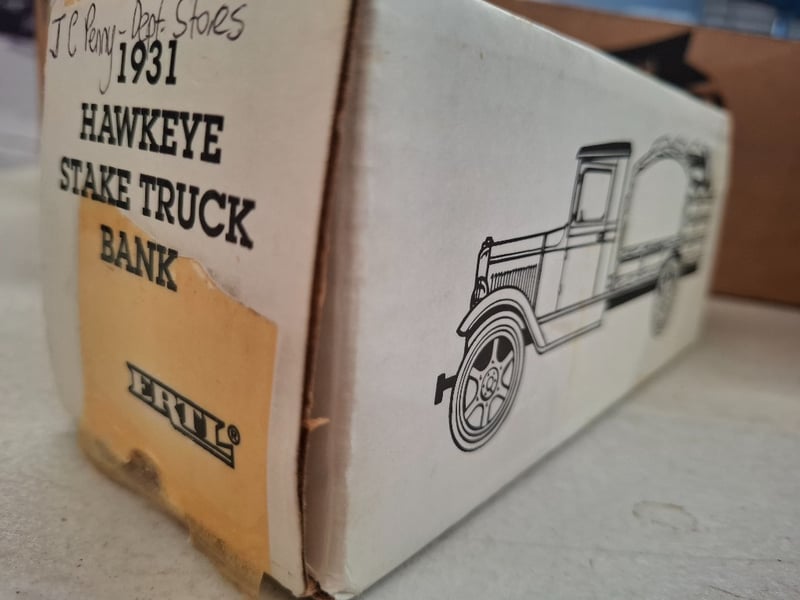 J C Penny - Dept. Stores
1931
HAWKEYE
STAKE TRUCK
BANK
ERTL®